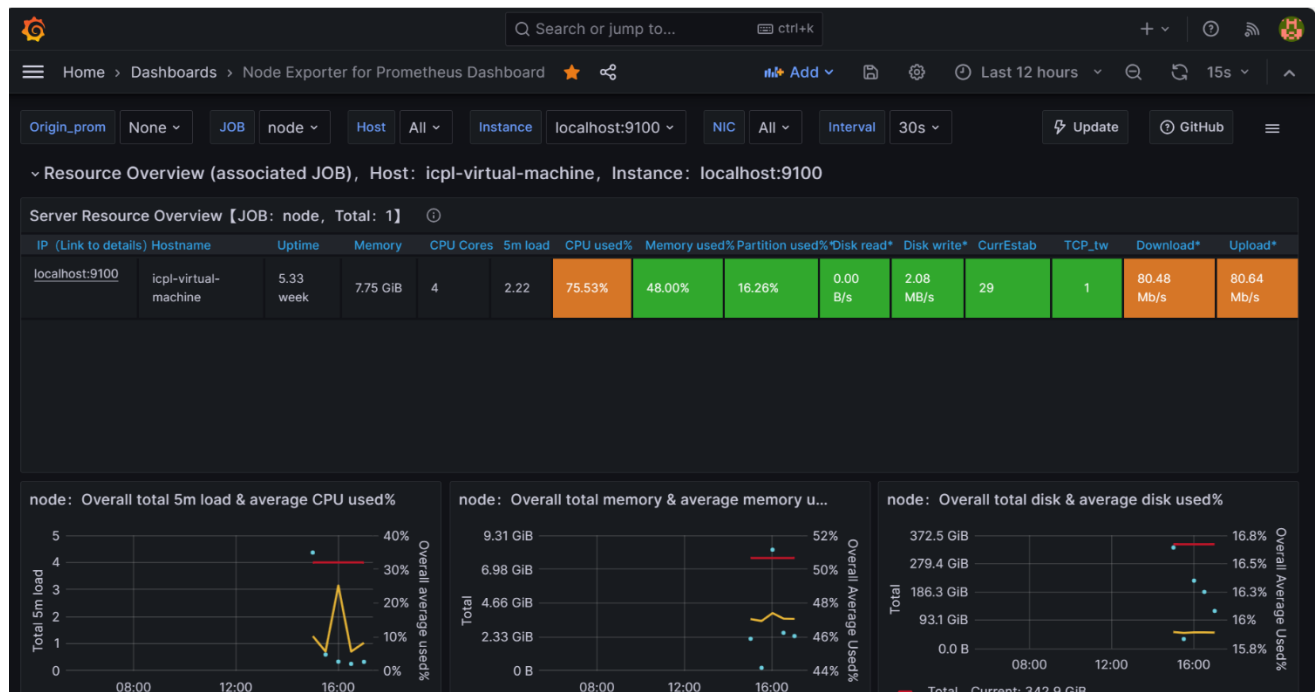 Search or jump to... ctrl+k
Home › Dashboards › Node Exporter for Prometheus Dashboard Add Last 12 hours 15s
Origin_prom None JOB node Host All Instance localhost:9100 NIC All Interval 30s Update GitHub
Resource Overview (associated JOB), Host: icpl-virtual-machine, Instance: localhost:9100
Server Resource Overview【JOB: node, Total: 1】
IP (Link to details) Hostname Uptime Memory CPU Cores 5m load CPU used% Memory used% Partition used%* Disk read* Disk write* CurrEstab TCP_tw Download* Upload*
localhost:9100 icpl-virtual-machine 5.33 week 7.75 GiB 4 2.22 75.53% 48.00% 16.26% 0.00 B/s 2.08 MB/s 29 1 80.48 Mb/s 80.64 Mb/s
node: Overall total 5m load & average CPU used%
5
4
3
2
1
0
Total 5m load
40%
30%
20%
10%
0%
Overall average used%
08:00 12:00 16:00
node: Overall total memory & average memory u...
9.31 GiB
6.98 GiB
4.66 GiB
2.33 GiB
0 B
Total
52%
50%
48%
46%
44%
Overall Average Used%
08:00 12:00 16:00
node: Overall total disk & average disk used%
372.5 GiB
279.4 GiB
186.3 GiB
93.1 GiB
0.0 B
Total
16.8%
16.5%
16.3%
16%
15.8%
Overall Average Used%
08:00 12:00 16:00
Total Current: 342.9 GiB